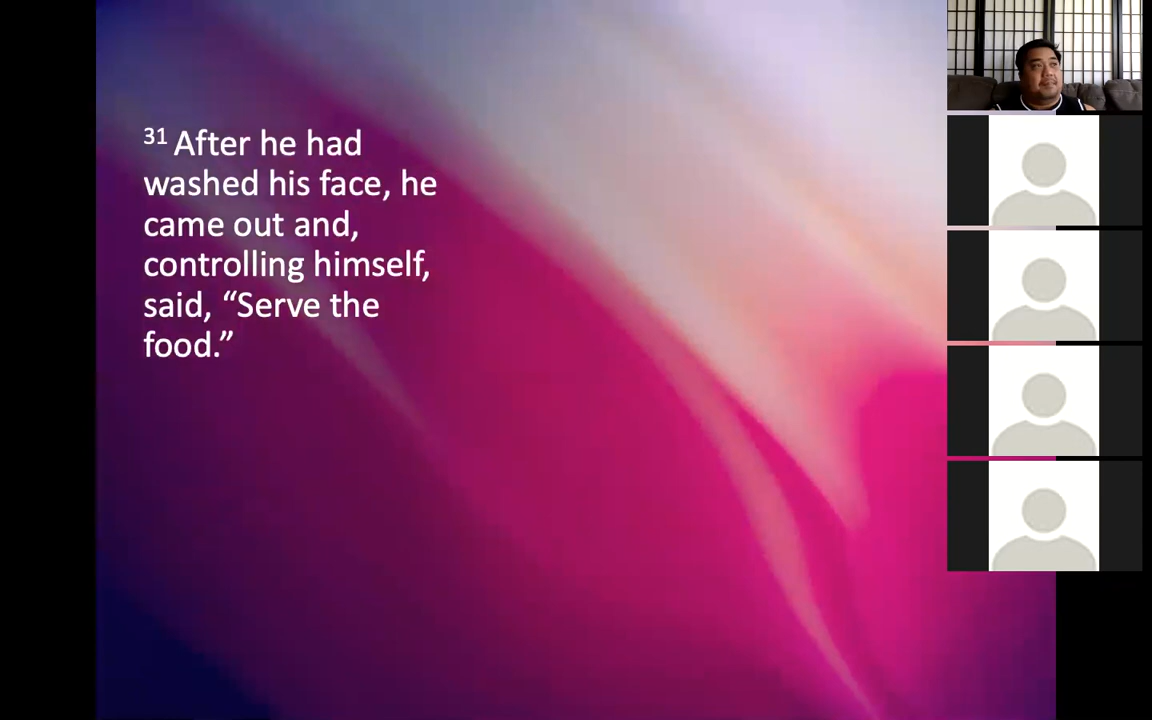 31 After he had
washed his face, he
came out and,
controlling himself,
said, “Serve the
food.”